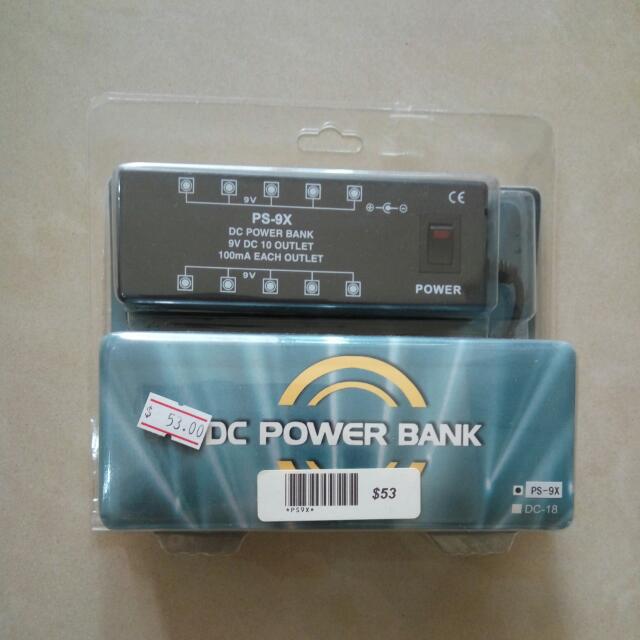 9V
PS-9X
DC POWER BANK
9V DC 10 OUTLET
100mA EACH OUTLET
9V
CE
POWER
$ 53.00
DC POWER BANK
*PS9X*
$53
PS-9X
DC-18